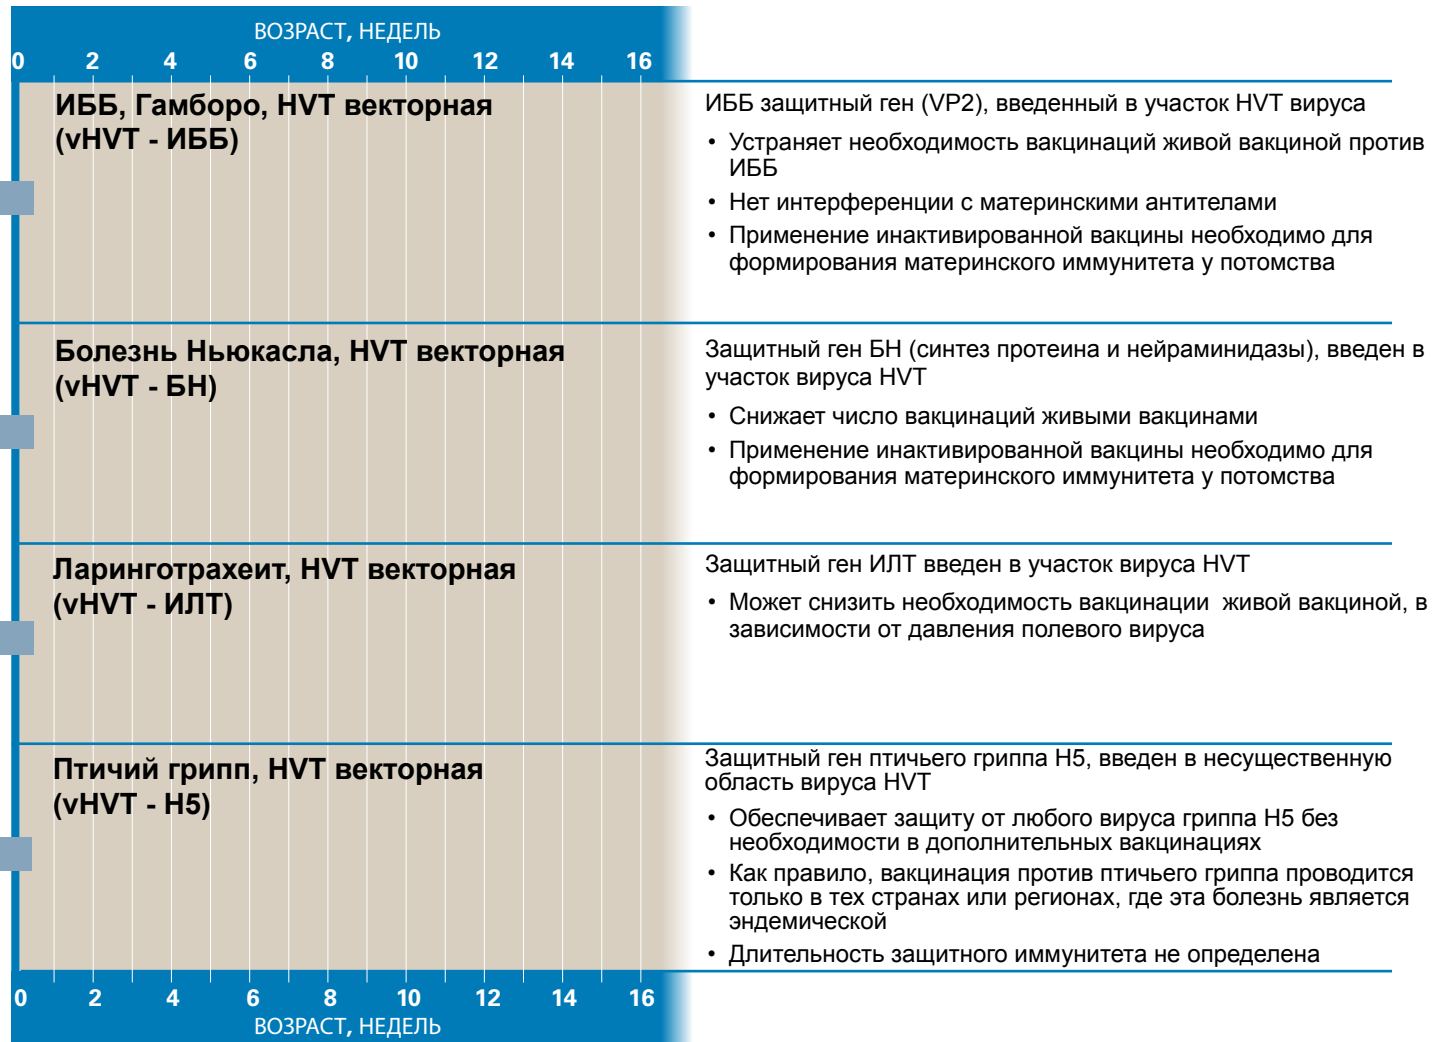 ВОЗРАСТ, НЕДЕЛЬ
0 2 4 6 8 10 12 14 16
ИББ, Гамборо, HVT векторная
(vHVT - ИББ)
ИББ защитный ген (VP2), введенный в участок HVT вируса
• Устраняет необходимость вакцинаций живой вакциной против
ИББ
• Нет интерференции с материнскими антителами
• Применение инактивированной вакцины необходимо для
формирования материнского иммунитета у потомства
Болезнь Ньюкасла, HVT векторная
(vHVT - БН)
Защитный ген БН (синтез протеина и нейраминидазы), введен в
участок вируса HVT
• Снижает число вакцинаций живыми вакцинами
• Применение инактивированной вакцины необходимо для
формирования материнского иммунитета у потомства
Ларинготрахеит, HVT векторная
(vHVT - ИЛТ)
Защитный ген ИЛТ введен в участок вируса HVT
• Может снизить необходимость вакцинации живой вакциной, в
зависимости от давления полевого вируса
Птичий грипп, HVT векторная
(vHVT - H5)
Защитный ген птичьего гриппа H5, введен в несущественную
область вируса HVT
• Обеспечивает защиту от любого вируса гриппа H5 без
необходимости в дополнительных вакцинациях
• Как правило, вакцинация против птичьего гриппа проводится
только в тех странах или регионах, где эта болезнь является
эндемической
• Длительность защитного иммунитета не определена
0 2 4 6 8 10 12 14 16
ВОЗРАСТ, НЕДЕЛЬ